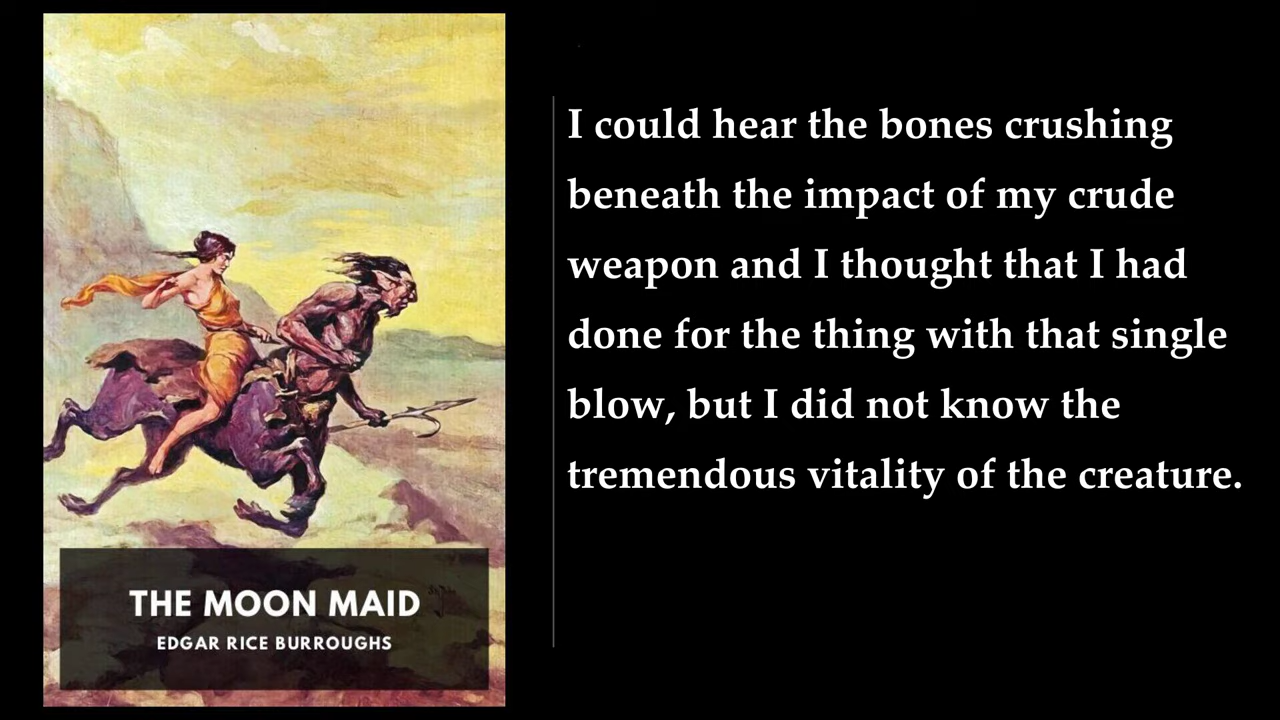 I could hear the bones crushing
beneath the impact of my crude
weapon and I thought that I had
done for the thing with that single
blow, but I did not know the
tremendous vitality of the creature.
THE MOON MAID
EDGAR RICE BURROUGHS